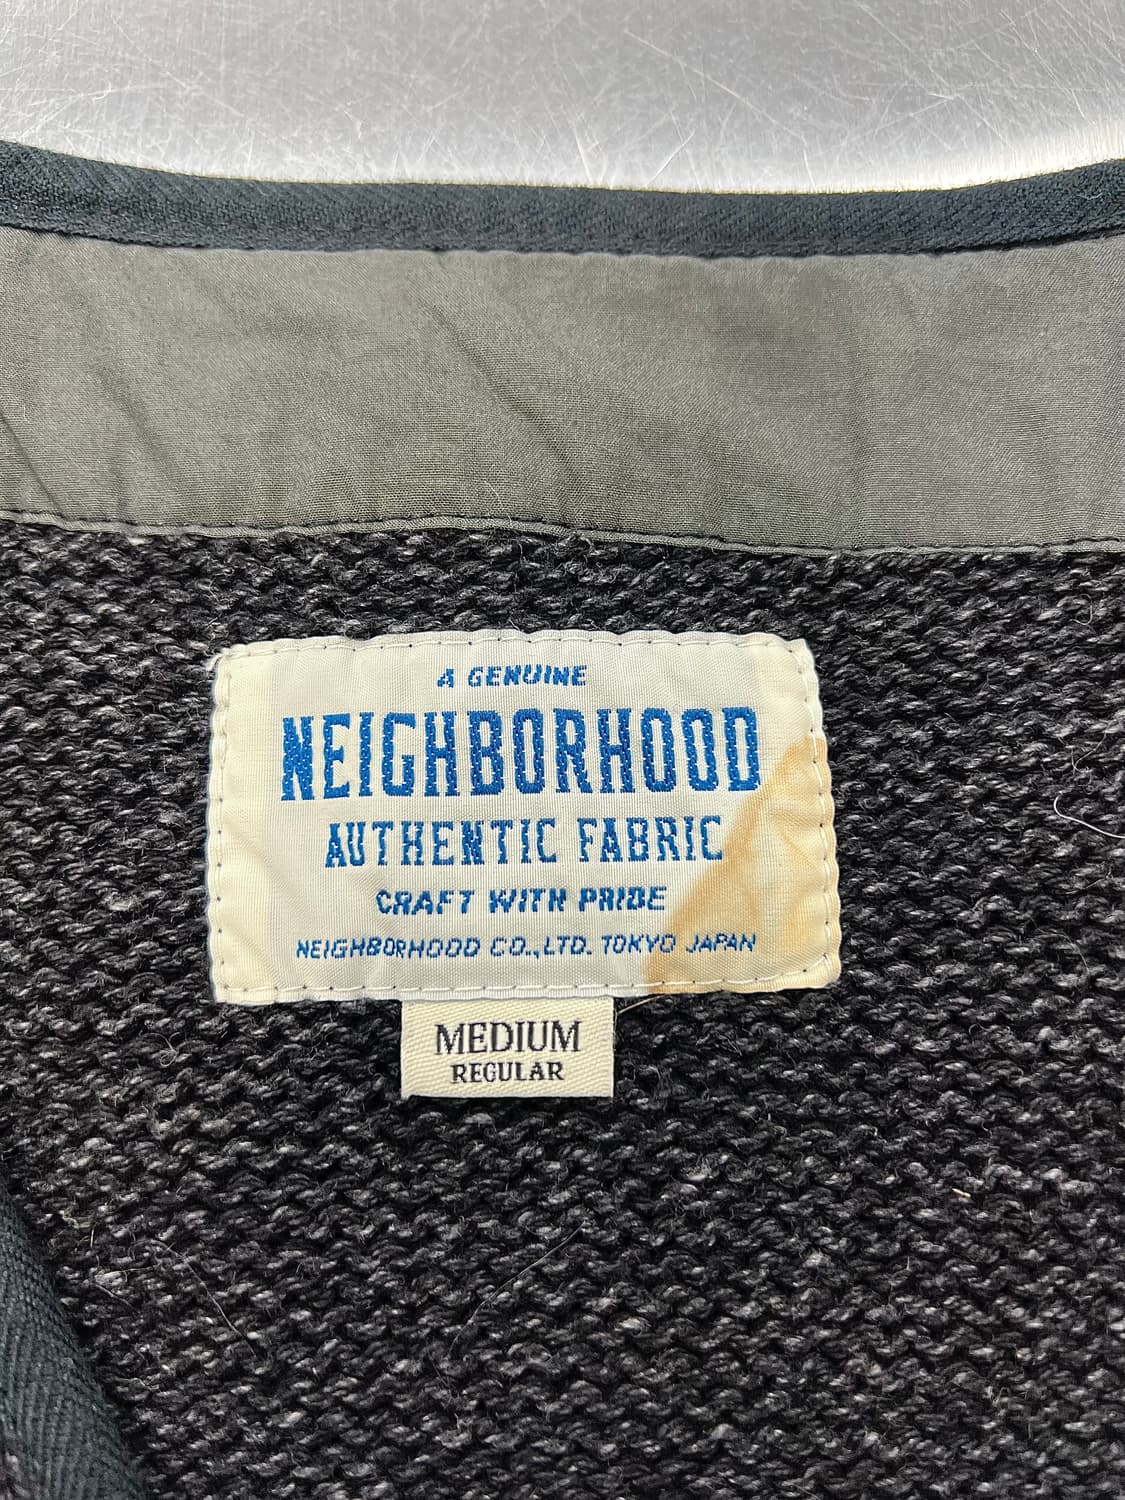 A GENUINE
NEIGHBORHOOD
AUTHENTIC FABRIC
CRAFT WITH PRIDE
NEIGHBORHOOD CO.,LTD. TOKYO JAPAN
MEDIUM
REGULAR